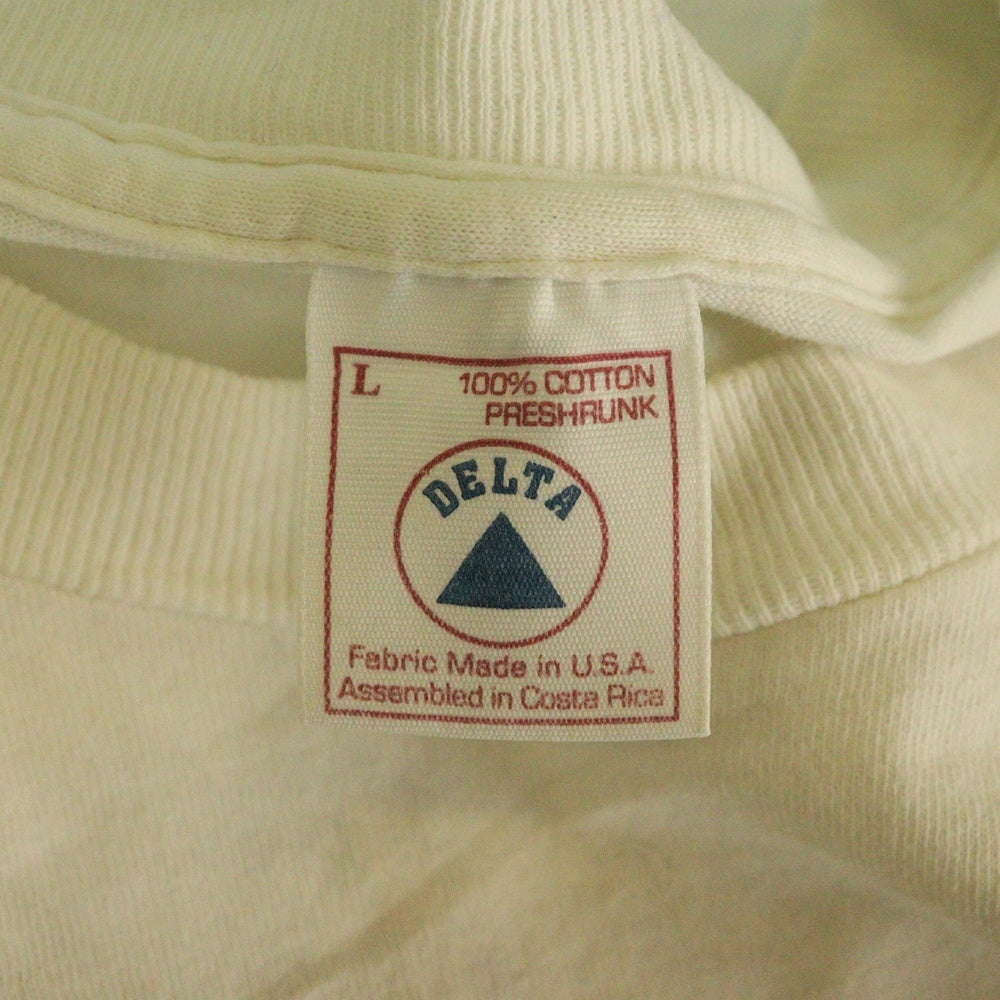 L
100% COTTON
PRESHRUNK
DELTA
Fabric Made in U.S.A.
Assembled in Costa Rica